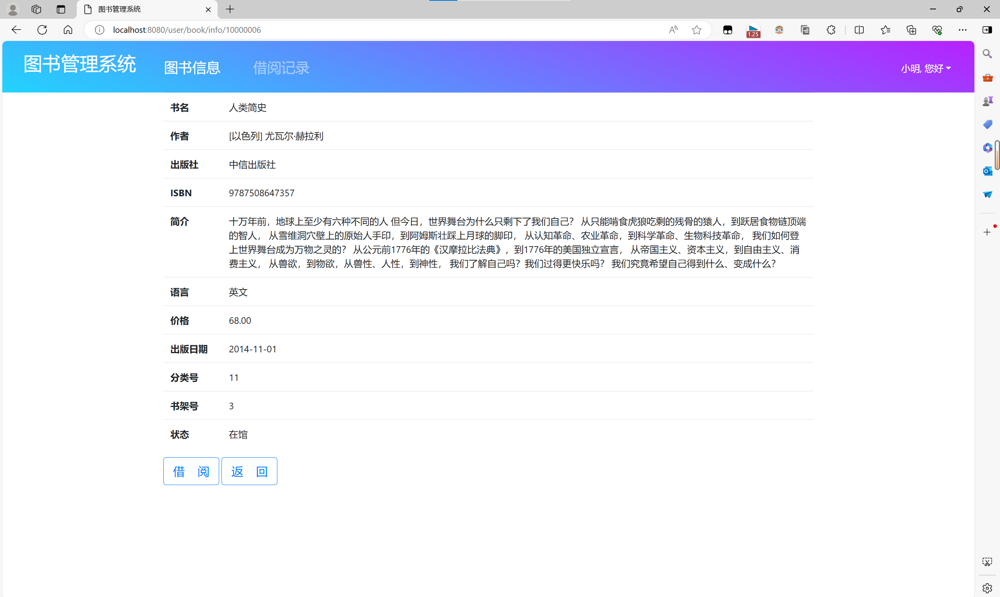 图书管理系统
localhost:8080/user/book/info/10000006
1.25
图书管理系统 图书信息 借阅记录 小明, 您好
书名 人类简史
作者 [以色列] 尤瓦尔·赫拉利
出版社 中信出版社
ISBN 9787508647357
简介 十万年前，地球上至少有六种不同的人 但今日，世界舞台为什么只剩下了我们自己？ 从只能啃食虎狼吃剩的残骨的猿人，到跃居食物链顶端
的智人， 从雪维洞穴壁上的原始人手印，到阿姆斯壮踩上月球的脚印， 从认知革命、农业革命，到科学革命、生物科技革命， 我们如何登
上世界舞台成为万物之灵的？ 从公元前1776年的《汉摩拉比法典》，到1776年的美国独立宣言， 从帝国主义、资本主义，到自由主义、消
费主义， 从兽欲，到物欲，从兽性、人性，到神性， 我们了解自己吗？我们过得更快乐吗？ 我们究竟希望自己得到什么、变成什么？
语言 英文
价格 68.00
出版日期 2014-11-01
分类号 11
书架号 3
状态 在馆
借 阅 返 回